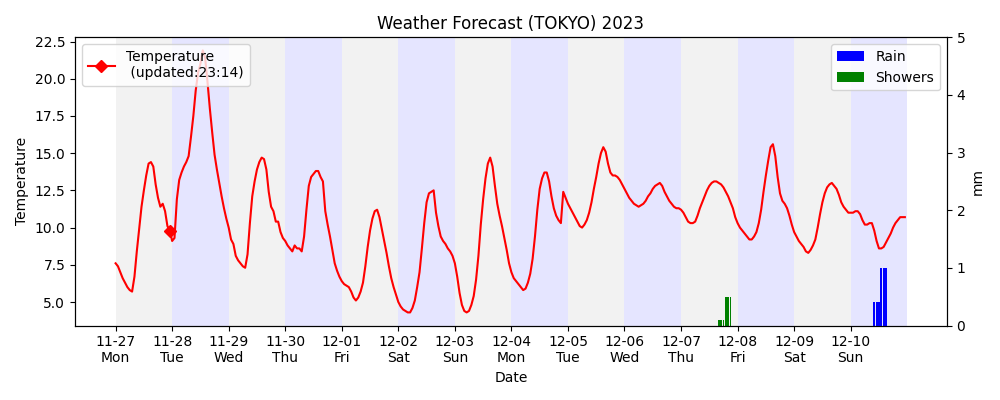 Weather Forecast (TOKYO) 2023
Temperature
(updated:23:14)
Rain
Showers
22.5
20.0
17.5
15.0
12.5
10.0
7.5
5.0
Temperature
5
4
3
2
1
0
mm
11-27 11-28 11-29 11-30 12-01 12-02 12-03 12-04 12-05 12-06 12-07 12-08 12-09 12-10
Mon Tue Wed Thu Fri Sat Sun Mon Tue Wed Thu Fri Sat Sun
Date